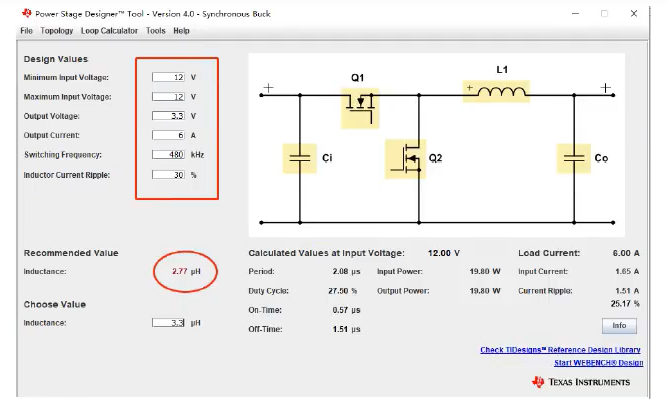 Power Stage Designer™ Tool - Version 4.0 - Synchronous Buck
File Topology Loop Calculator Tools Help
Design Values
Minimum Input Voltage: 12 V
Maximum Input Voltage: 12 V
Output Voltage: 3.3 V
Output Current: 6 A
Switching Frequency: 480 kHz
Inductor Current Ripple: 30 %
Q1
L1
+
+
+
Ci
Q2
Co
Recommended Value
Inductance: 2.77 µH
Choose Value
Inductance: 3.3 µH
Calculated Values at Input Voltage: 12.00 V Load Current: 6.00 A
Period: 2.08 µs Input Power: 19.80 W Input Current: 1.65 A
Duty Cycle: 27.50 % Output Power: 19.80 W Current Ripple: 1.51 A
25.17 %
On-Time: 0.57 µs
Off-Time: 1.51 µs
Info
Check TIDesigns™ Reference Design Library
Start WEBENCH® Design
TEXAS INSTRUMENTS